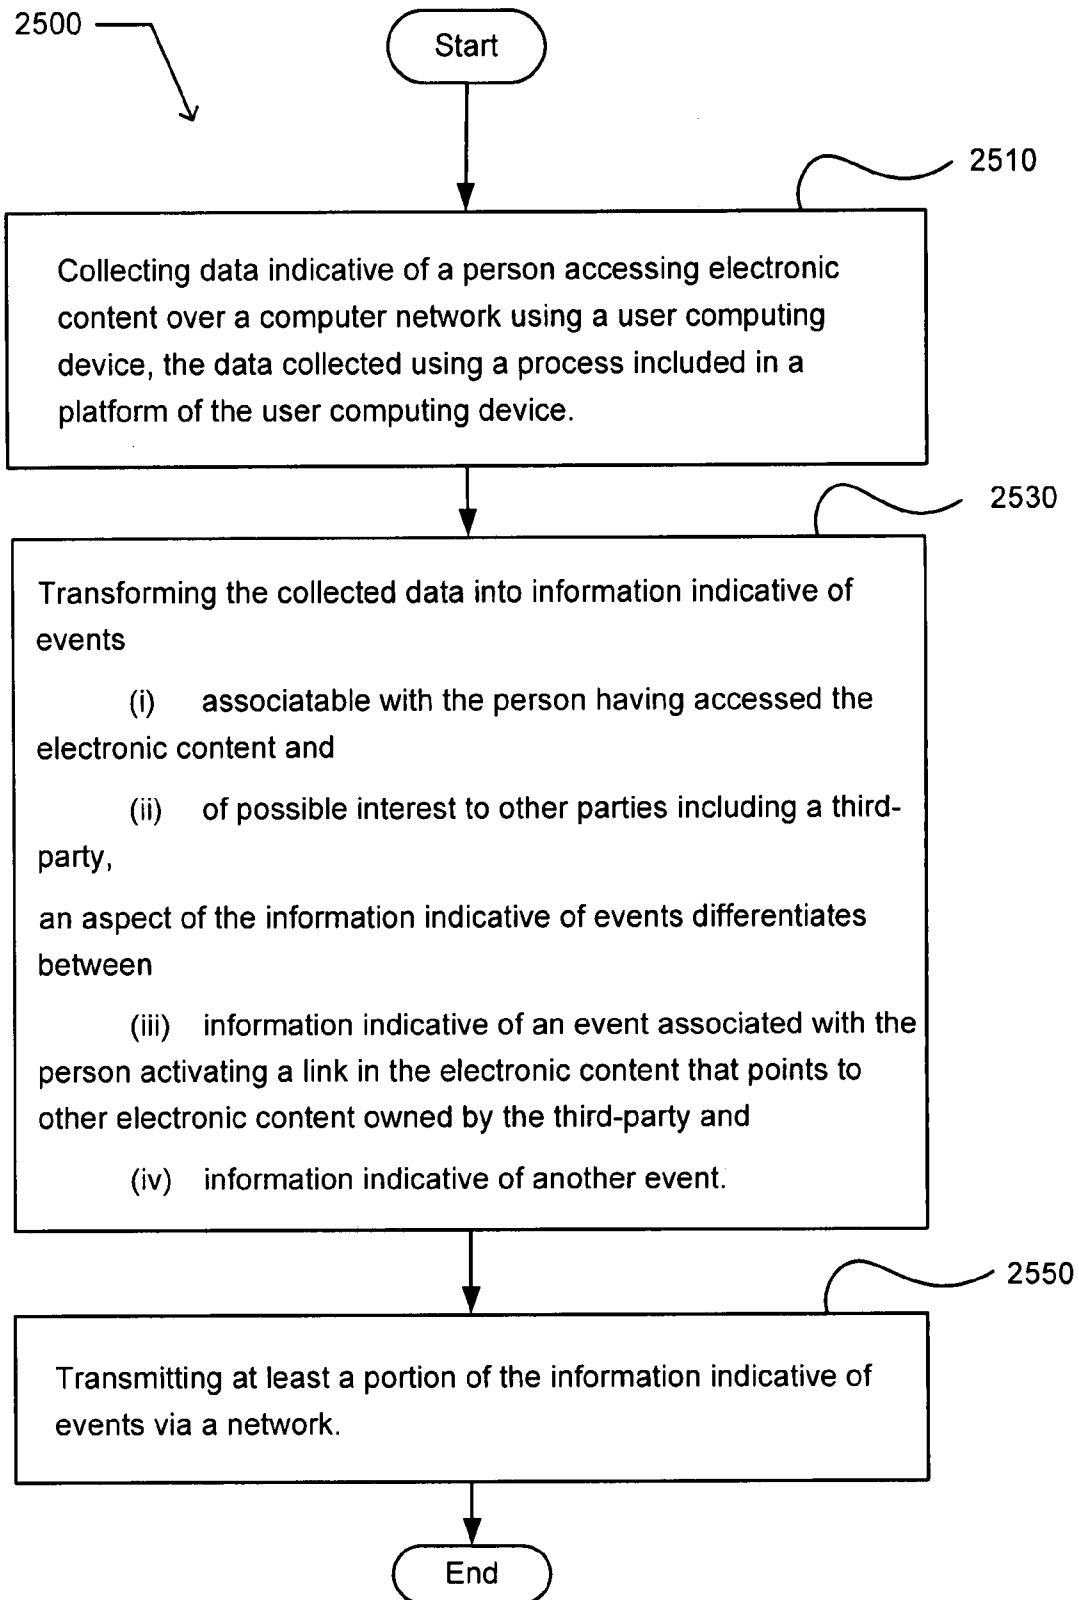 2500
Start
2510
Collecting data indicative of a person accessing electronic
content over a computer network using a user computing
device, the data collected using a process included in a
platform of the user computing device.
2530
Transforming the collected data into information indicative of
events
(i) associatable with the person having accessed the
electronic content and
(ii) of possible interest to other parties including a third-
party,
an aspect of the information indicative of events differentiates
between
(iii) information indicative of an event associated with the
person activating a link in the electronic content that points to
other electronic content owned by the third-party and
(iv) information indicative of another event.
2550
Transmitting at least a portion of the information indicative of
events via a network.
End